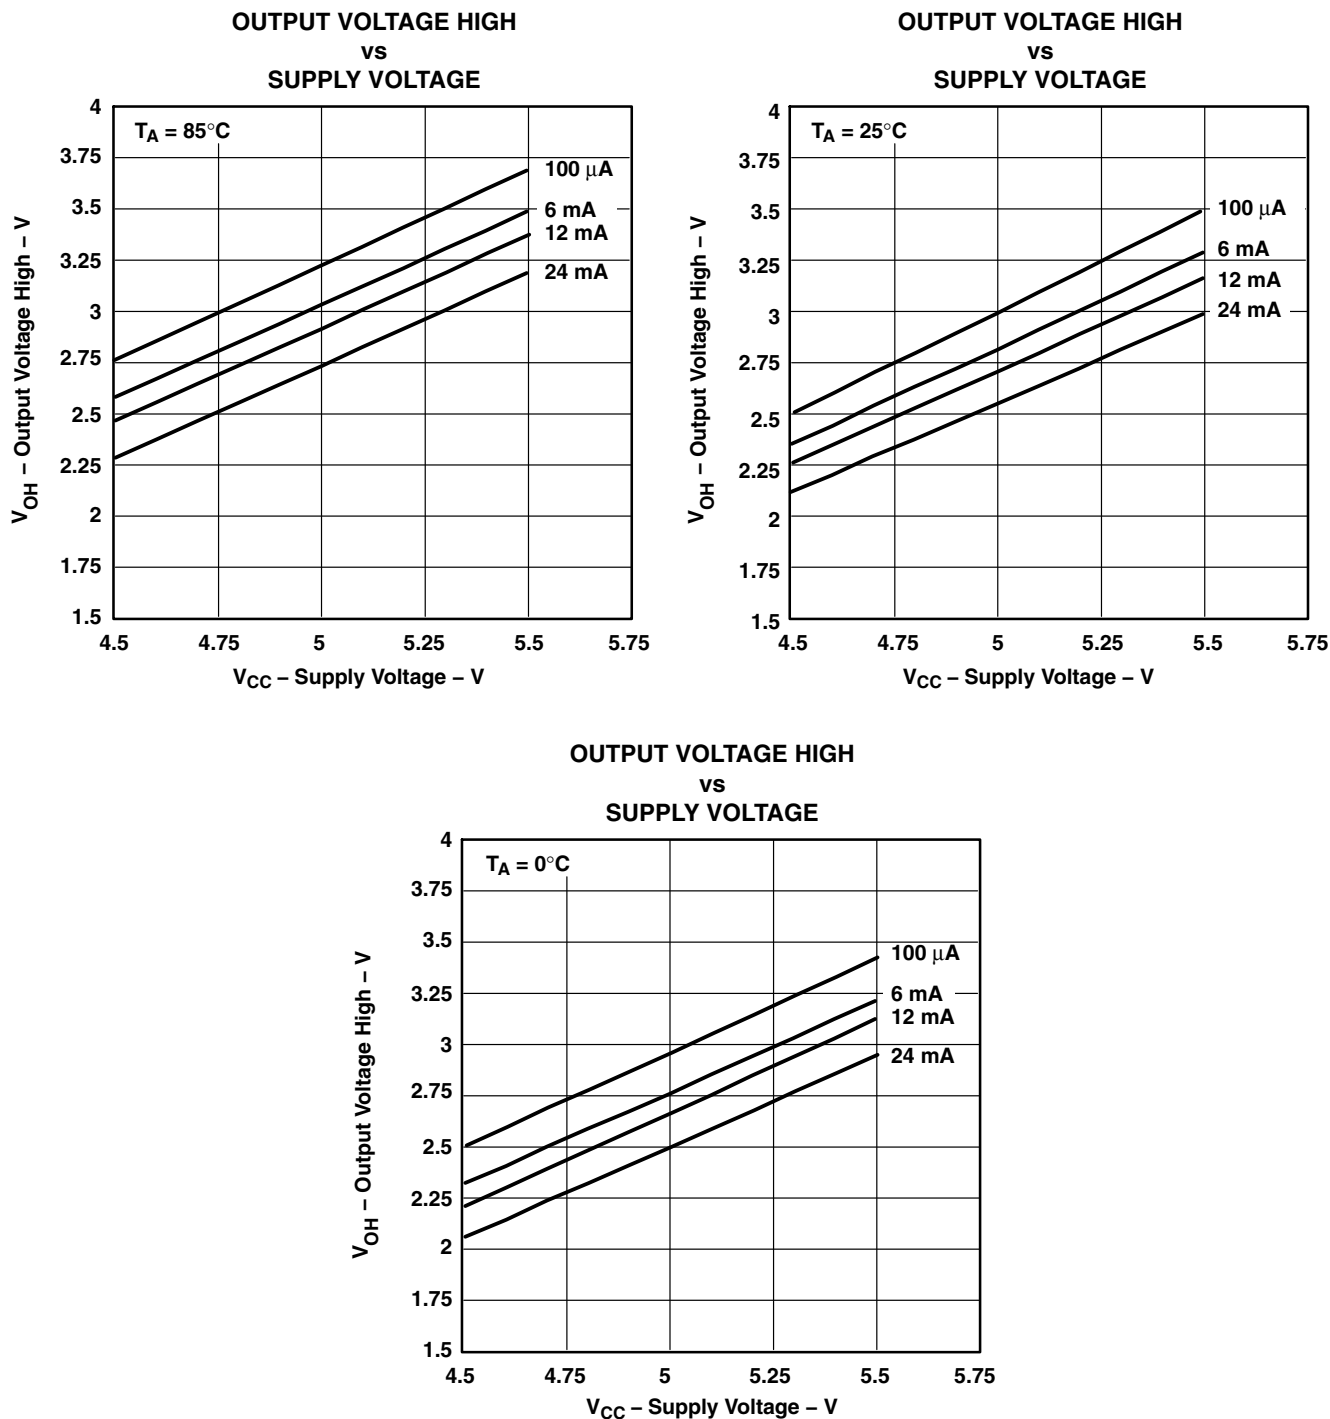 OUTPUT VOLTAGE HIGH
vs
SUPPLY VOLTAGE
4
3.75
3.5
3.25
3
2.75
2.5
2.25
2
1.75
1.5
T_A = 85°C
100 μA
6 mA
12 mA
24 mA
4.5 4.75 5 5.25 5.5 5.75
V_CC – Supply Voltage – V
V_OH – Output Voltage High – V
OUTPUT VOLTAGE HIGH
vs
SUPPLY VOLTAGE
4
3.75
3.5
3.25
3
2.75
2.5
2.25
2
1.75
1.5
T_A = 25°C
100 μA
6 mA
12 mA
24 mA
4.5 4.75 5 5.25 5.5 5.75
V_CC – Supply Voltage – V
V_OH – Output Voltage High – V
OUTPUT VOLTAGE HIGH
vs
SUPPLY VOLTAGE
4
3.75
3.5
3.25
3
2.75
2.5
2.25
2
1.75
1.5
T_A = 0°C
100 μA
6 mA
12 mA
24 mA
4.5 4.75 5 5.25 5.5 5.75
V_CC – Supply Voltage – V
V_OH – Output Voltage High – V